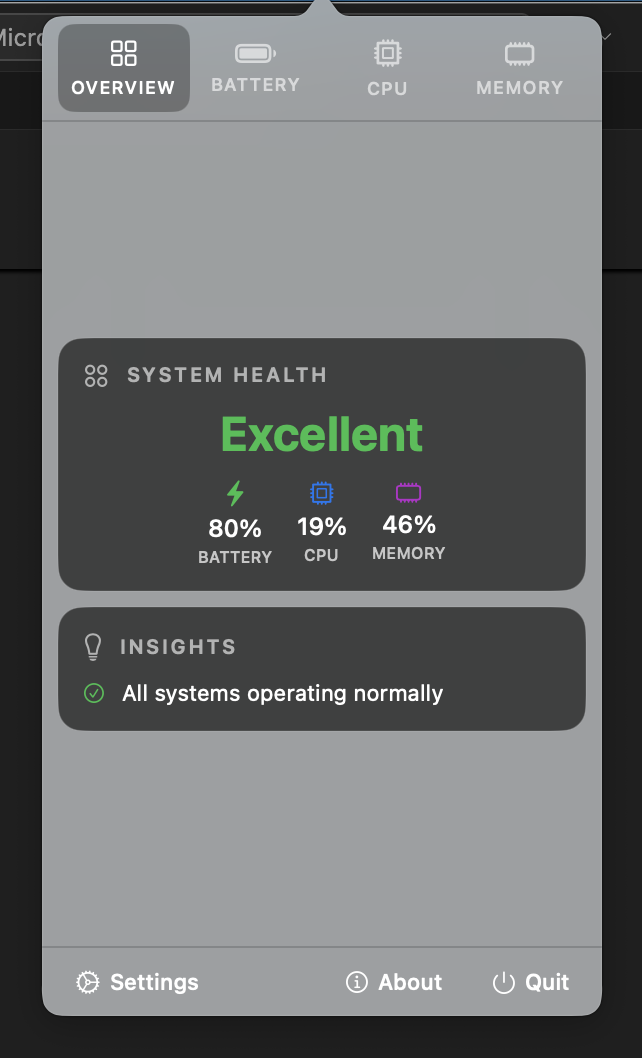 OVERVIEW
BATTERY
CPU
MEMORY
SYSTEM HEALTH
Excellent
80%
19%
46%
BATTERY
CPU
MEMORY
INSIGHTS
All systems operating normally
Settings
About
Quit